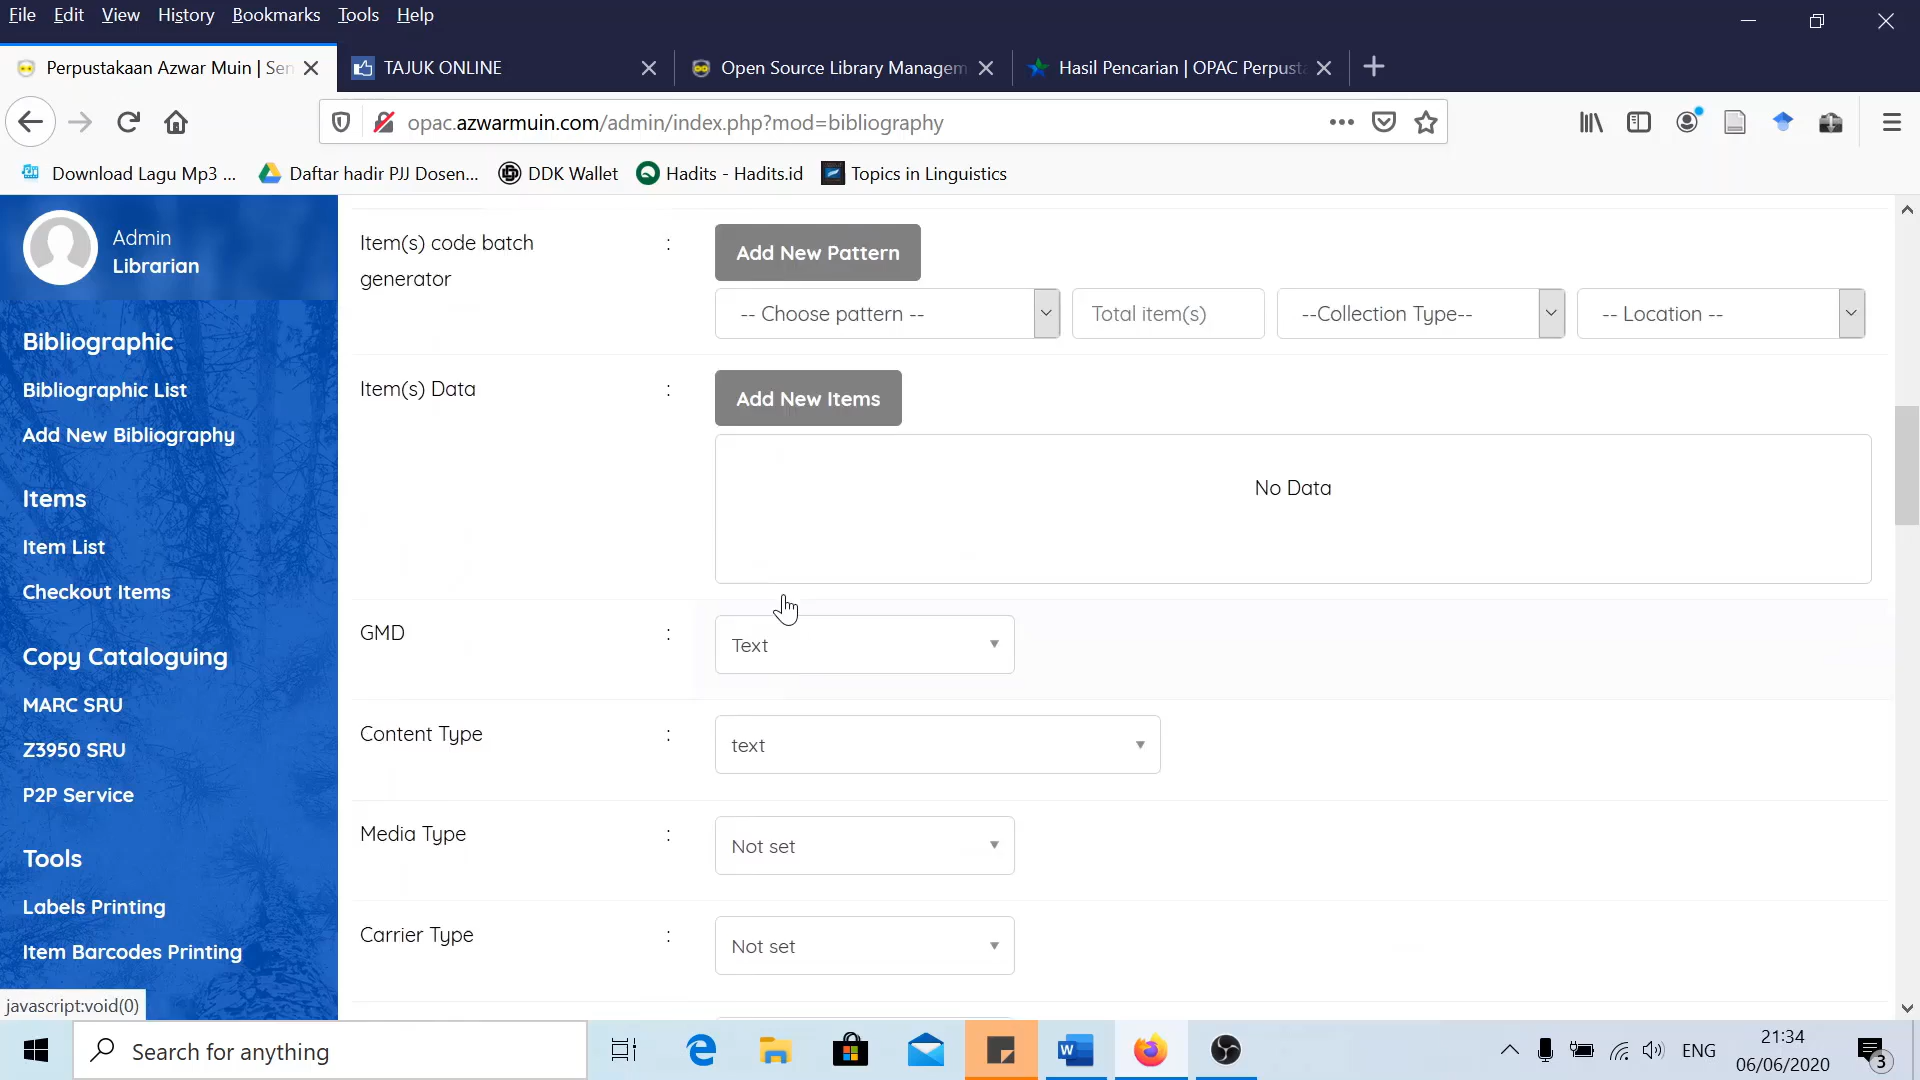 File Edit View History Bookmarks Tools Help
Perpustakaan Azwar Muin | Sen
TAJUK ONLINE
Open Source Library Managem
Hasil Pencarian | OPAC Perpust
opac.azwarmuin.com/admin/index.php?mod=bibliography
Download Lagu Mp3 ...
Daftar hadir PJJ Dosen...
DDK Wallet
Hadits - Hadits.id
Topics in Linguistics
Admin
Librarian
Bibliographic
Bibliographic List
Add New Bibliography
Items
Item List
Checkout Items
Copy Cataloguing
MARC SRU
Z3950 SRU
P2P Service
Tools
Labels Printing
Item Barcodes Printing
javascript:void(0)
Item(s) code batch
generator
:
Add New Pattern
-- Choose pattern --
Total item(s)
--Collection Type--
-- Location --
Item(s) Data :
Add New Items
No Data
GMD : Text
Content Type : text
Media Type : Not set
Carrier Type : Not set
Search for anything
ENG
21:34
06/06/2020
3